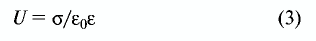 U = σ/ε₀ε (3)